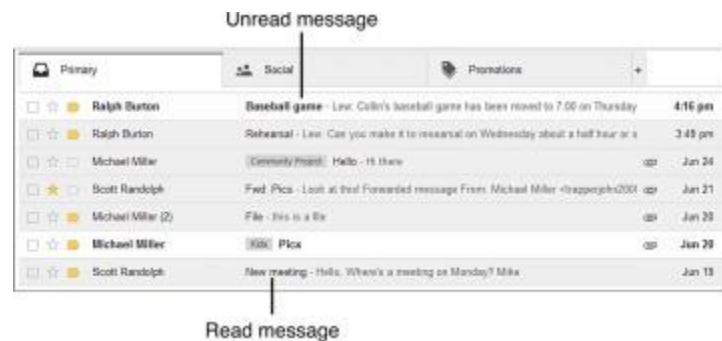 Unread message
Primary Social Promotions +
Ralph Burton Baseball game - Lew: Collin's baseball game has been moved to 7:00 on Thursday 4:16 pm
Ralph Burton Rehearsal - Lew: Can you make it to rehearsal on Wednesday about a half hour or s 3:49 pm
Michael Miller Community Project Hello - Hi there Jun 24
Scott Randolph Fwd: Pics - Look at this! Forwarded message From: Michael Miller <trapperjohn2001 Jun 21
Michael Miller (2) File - this is a file Jun 20
Michael Miller Kids Pics Jun 20
Scott Randolph New meeting - Hello, Where's a meeting on Monday? Mike Jun 19
Read message